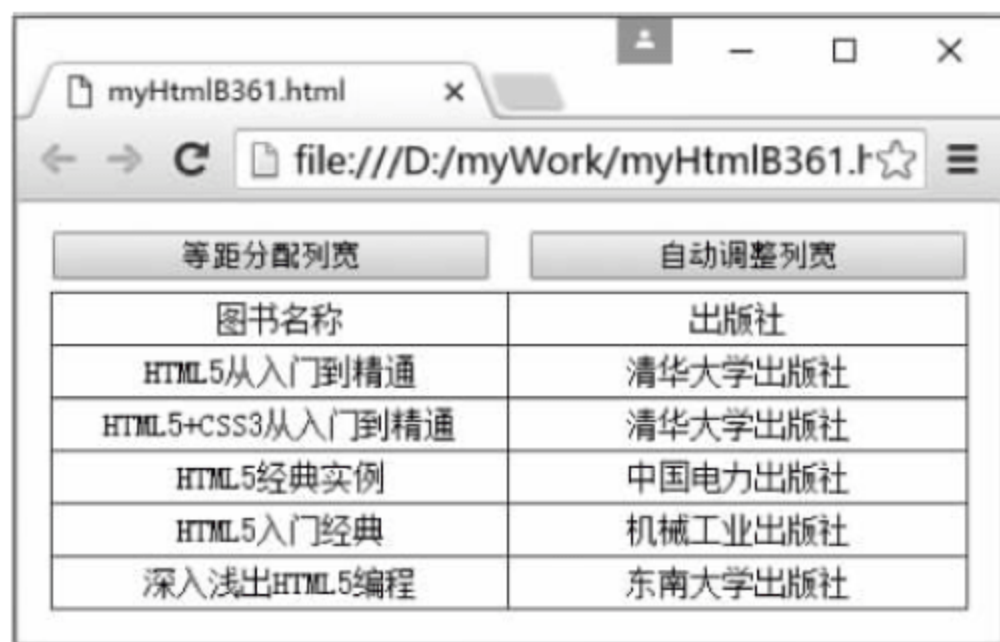 myHtmlB361.html
file:///D:/myWork/myHtmlB361.h
等距分配列宽 自动调整列宽
图书名称 出版社
HTML5从入门到精通 清华大学出版社
HTML5+CSS3从入门到精通 清华大学出版社
HTML5经典实例 中国电力出版社
HTML5入门经典 机械工业出版社
深入浅出HTML5编程 东南大学出版社